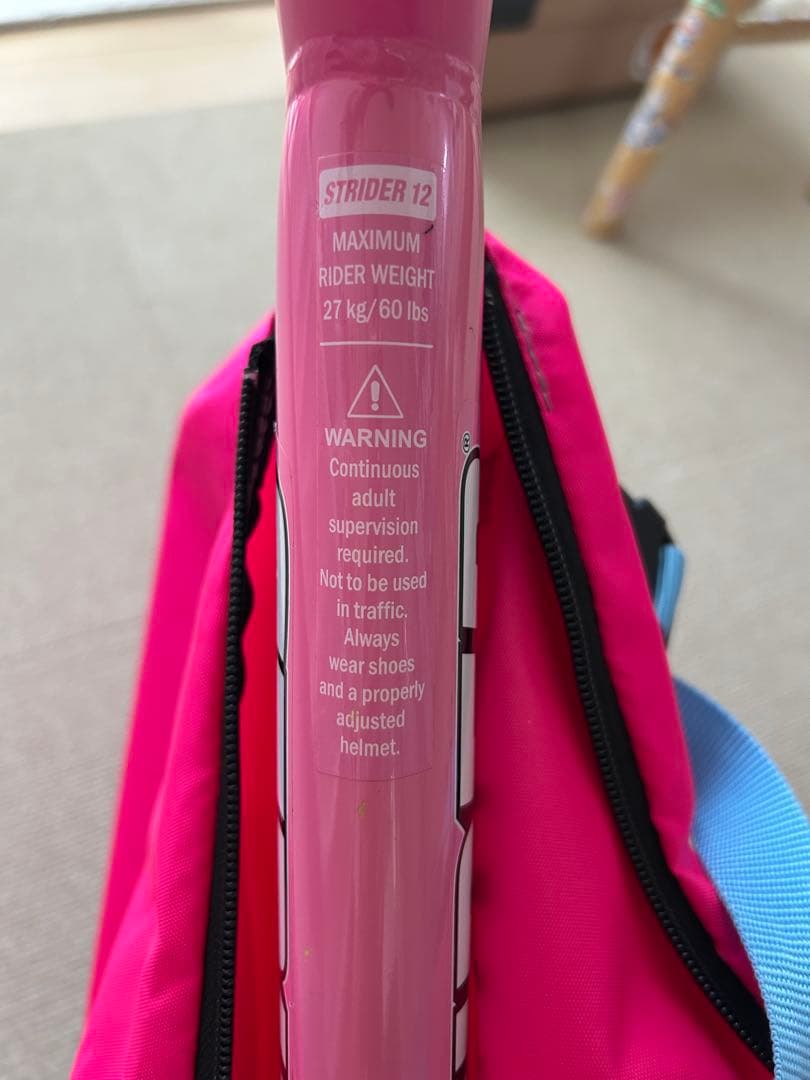 STRIDER 12
MAXIMUM
RIDER WEIGHT
27 kg/60 lbs
WARNING
Continuous
adult
supervision
required.
Not to be used
in traffic.
Always
wear shoes
and a properly
adjusted
helmet.
®